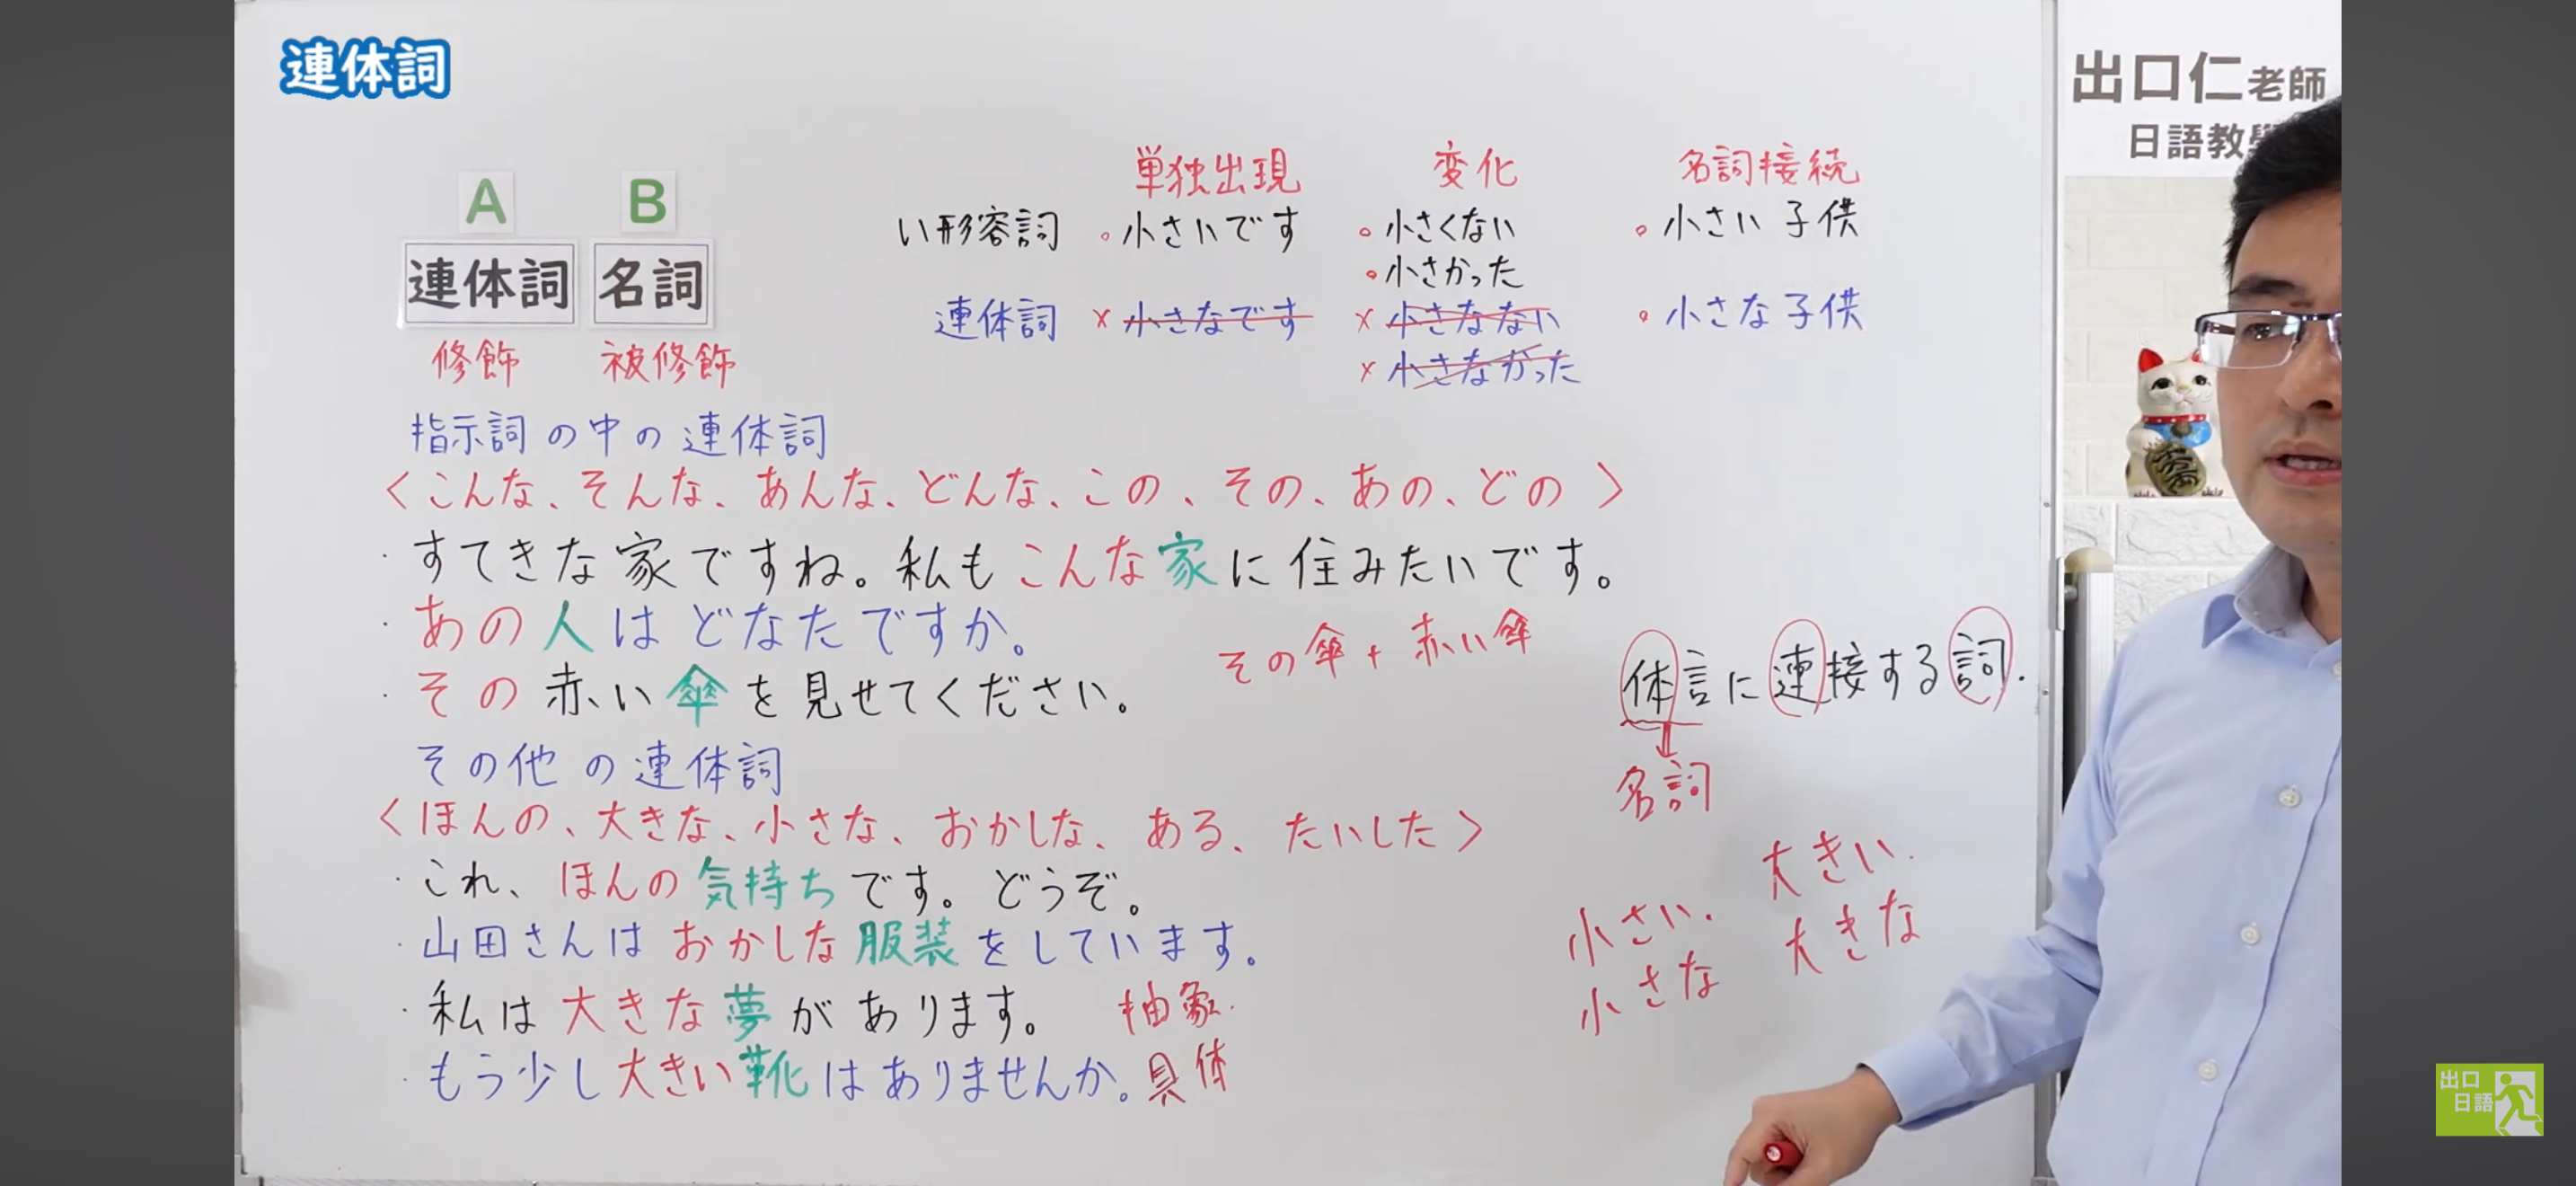 連体詞
出口仁老師
日語教學
A B
連体詞 名詞
修飾 被修飾
単独出現 変化 名詞接続
い形容詞 。小さいです 。小さくない 。小さい子供
。小さかった
連体詞 × 小さなです × 小さなない 。小さな子供
× 小さなかった
指示詞の中の連体詞
〈こんな、そんな、あんな、どんな、この、その、あの、どの〉
・すてきな家ですね。私もこんな家に住みたいです。
・あの人はどなたですか。
その傘 + 赤い傘
・その赤い傘を見せてください。
体言に連接する詞.
名詞
その他の連体詞
〈ほんの、大きな、小さな、おかしな、ある、たいした〉
・これ、ほんの気持ちです。どうぞ。
・山田さんはおかしな服装をしています。
・私は大きな夢があります。 抽象.
・もう少し大きい靴はありませんか。具体
大きい.
大きな
小さい.
小さな
出口
日語